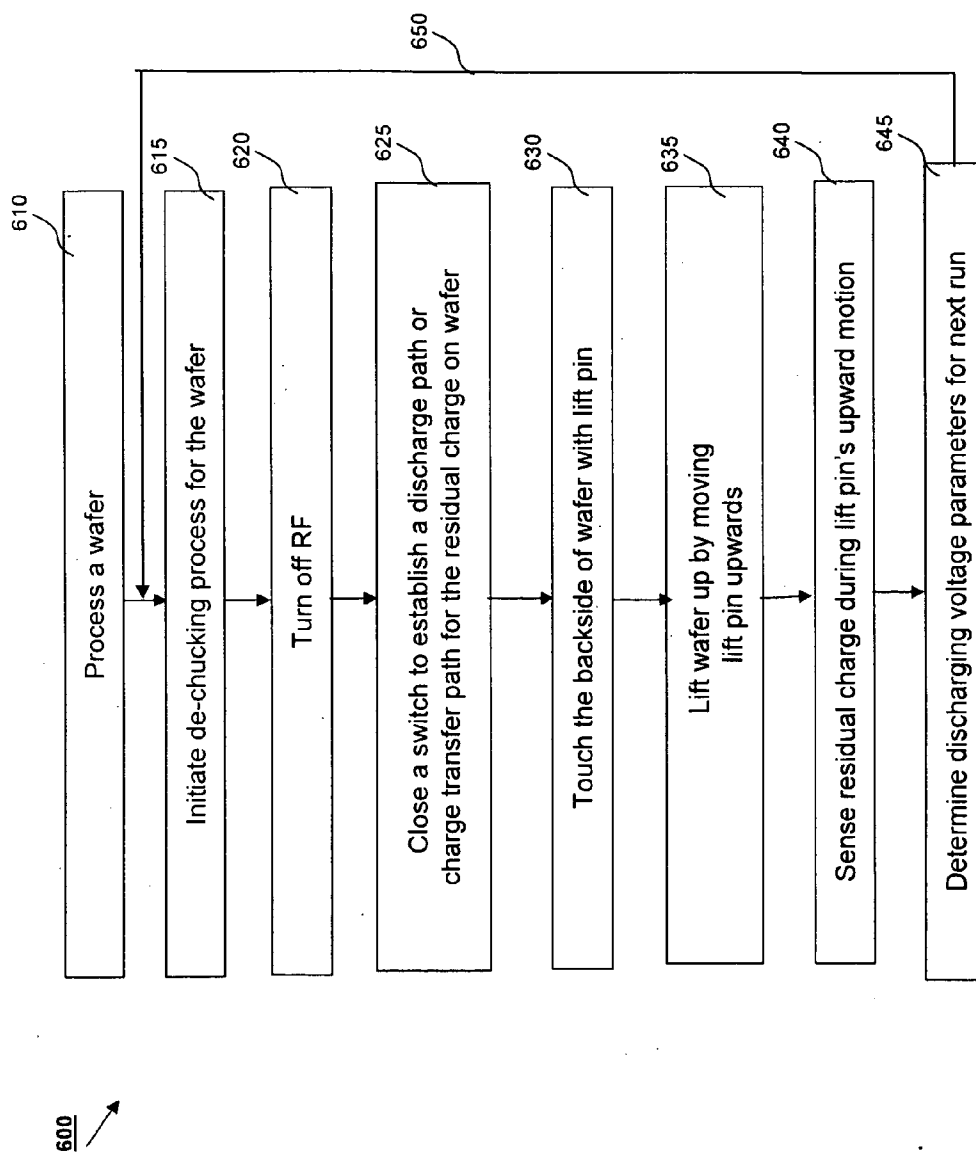 600
610
Process a wafer
650
615
Initiate de-chucking process for the wafer
620
Turn off RF
625
Close a switch to establish a discharge path or
charge transfer path for the residual charge on wafer
630
Touch the backside of wafer with lift pin
635
Lift wafer up by moving
lift pin upwards
640
Sense residual charge during lift pin's upward motion
645
Determine discharging voltage parameters for next run